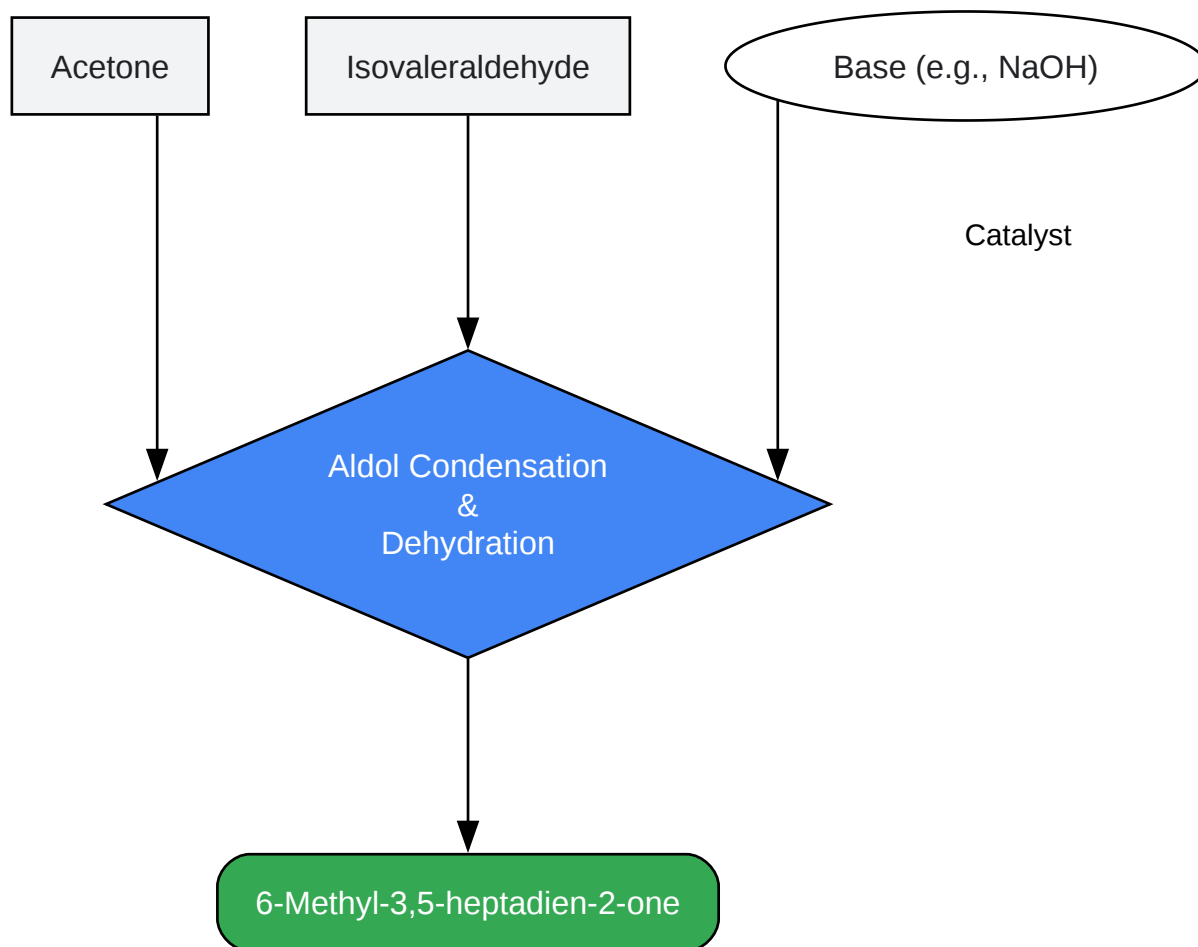 Acetone
Isovaleraldehyde
Base (e.g., NaOH)
Catalyst
Aldol Condensation
&
Dehydration
6-Methyl-3,5-heptadien-2-one